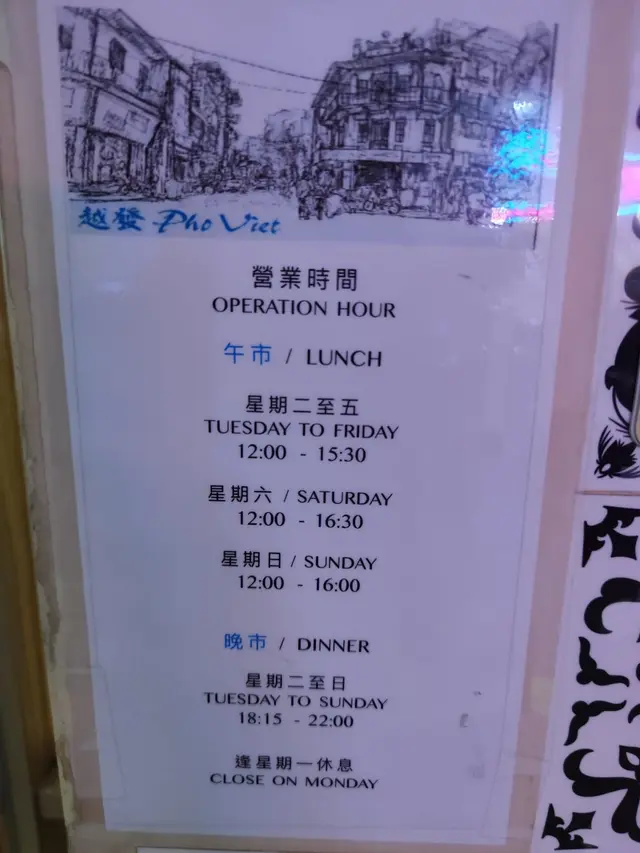 越發 Pho Viet
營業時間
OPERATION HOUR
午市 / LUNCH
星期二至五
TUESDAY TO FRIDAY
12:00 - 15:30
星期六 / SATURDAY
12:00 - 16:30
星期日 / SUNDAY
12:00 - 16:00
晚市 / DINNER
星期二至日
TUESDAY TO SUNDAY
18:15 - 22:00
逢星期一休息
CLOSE ON MONDAY